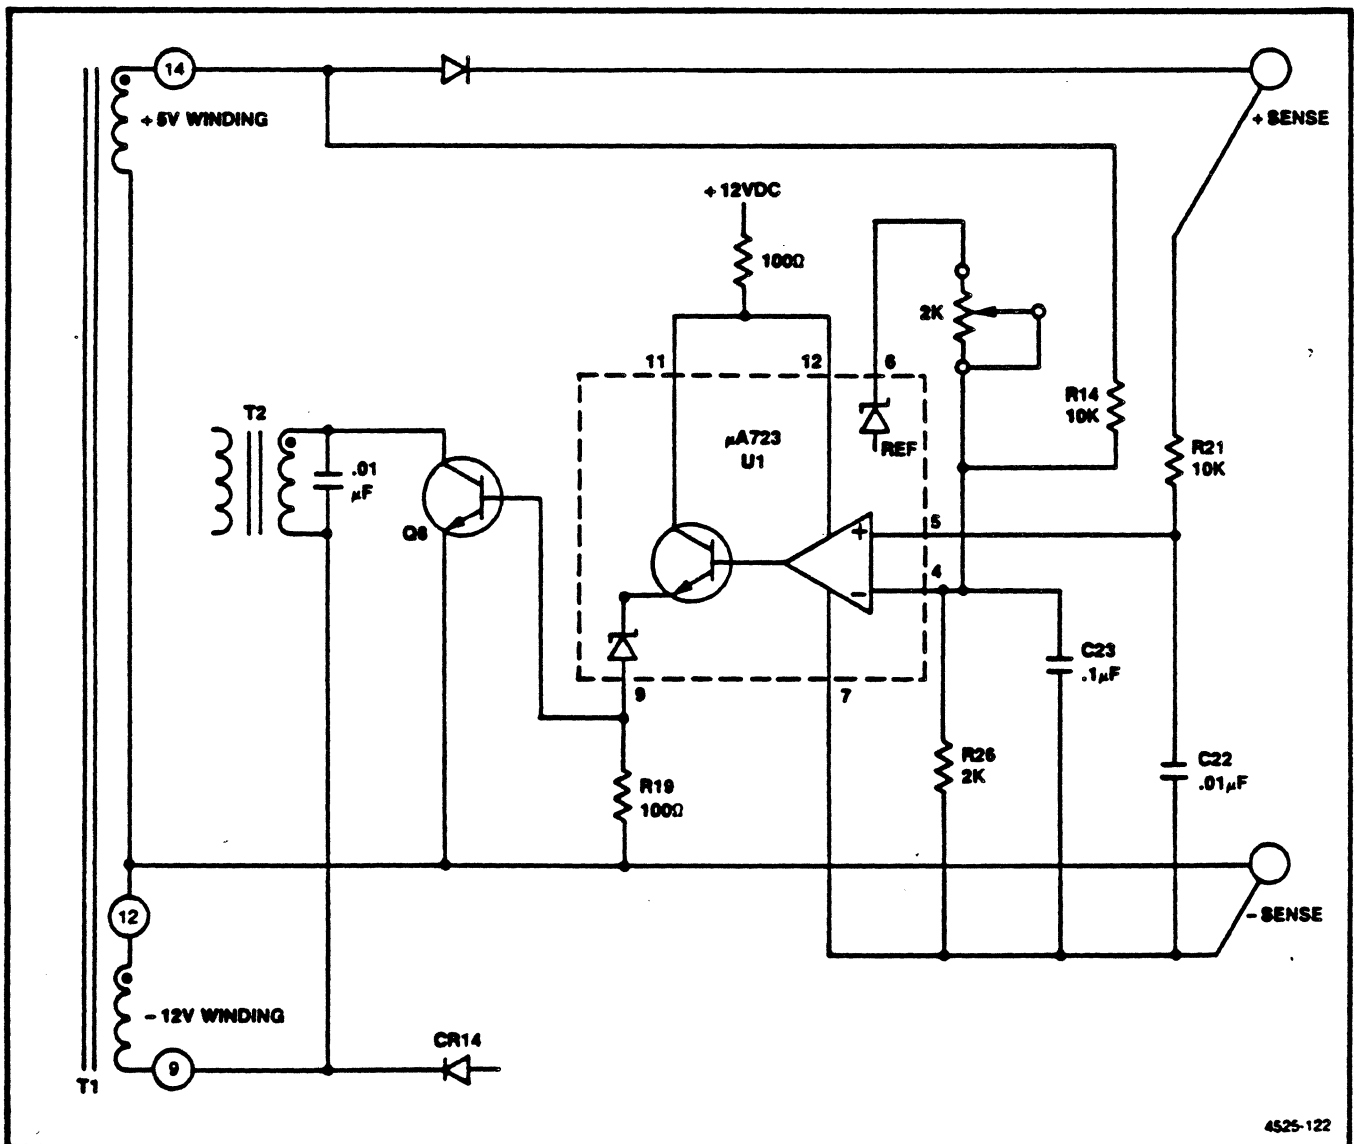 14
+5V WINDING
+ SENSE
+12VDC
100Ω
2K
11
12
6
R14
10K
T2
μA723
U1
REF
R21
10K
.01
μF
Q6
5
+
4
−
C23
.1μF
9
7
R26
2K
C22
.01μF
R19
100Ω
12
− SENSE
−12V WINDING
CR14
9
T1
4525-122